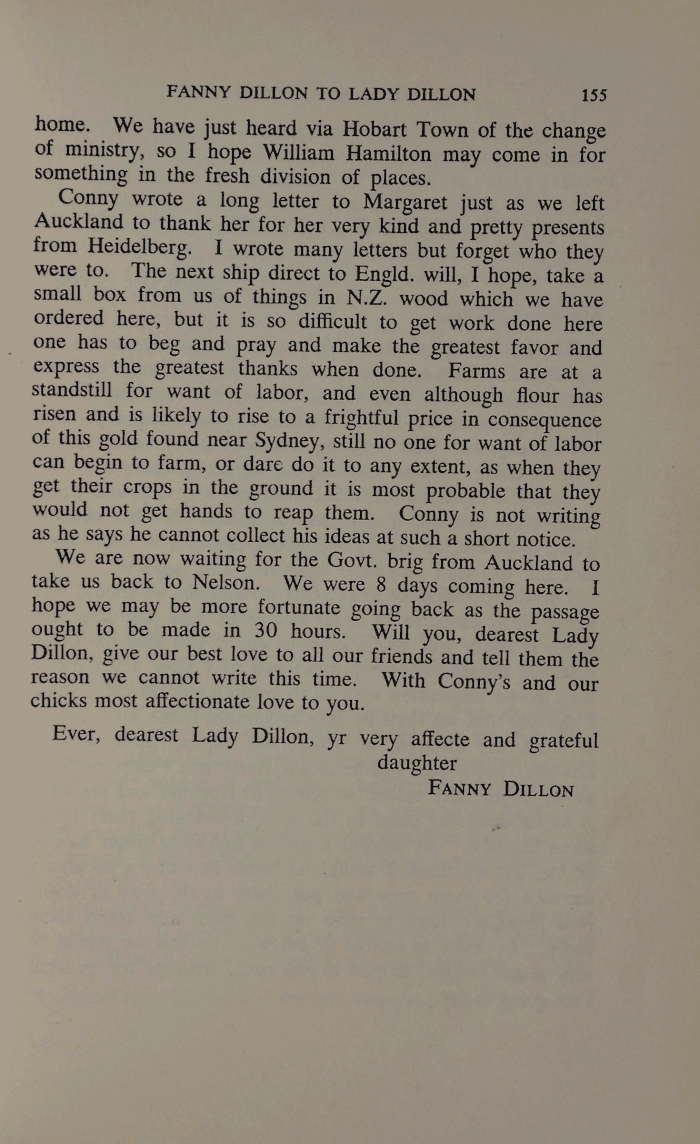 FANNY DILLON TO LADY DILLON 155
home. We have just heard via Hobart Town of the change
of ministry, so I hope William Hamilton may come in for
something in the fresh division of places.
Conny wrote a long letter to Margaret just as we left
Auckland to thank her for her very kind and pretty presents
from Heidelberg. I wrote many letters but forget who they
were to. The next ship direct to Engld. will, I hope, take a
small box from us of things in N.Z. wood which we have
ordered here, but it is so difficult to get work done here
one has to beg and pray and make the greatest favor and
express the greatest thanks when done. Farms are at a
standstill for want of labor, and even although flour has
risen and is likely to rise to a frightful price in consequence
of this gold found near Sydney, still no one for want of labor
can begin to farm, or dare do it to any extent, as when they
get their crops in the ground it is most probable that they
would not get hands to reap them. Conny is not writing
as he says he cannot collect his ideas at such a short notice.
We are now waiting for the Govt. brig from Auckland to
take us back to Nelson. We were 8 days coming here. I
hope we may be more fortunate going back as the passage
ought to be made in 30 hours. Will you, dearest Lady
Dillon, give our best love to all our friends and tell them the
reason we cannot write this time. With Conny's and our
chicks most affectionate love to you.
Ever, dearest Lady Dillon, yr very affecte and grateful
daughter
FANNY DILLON